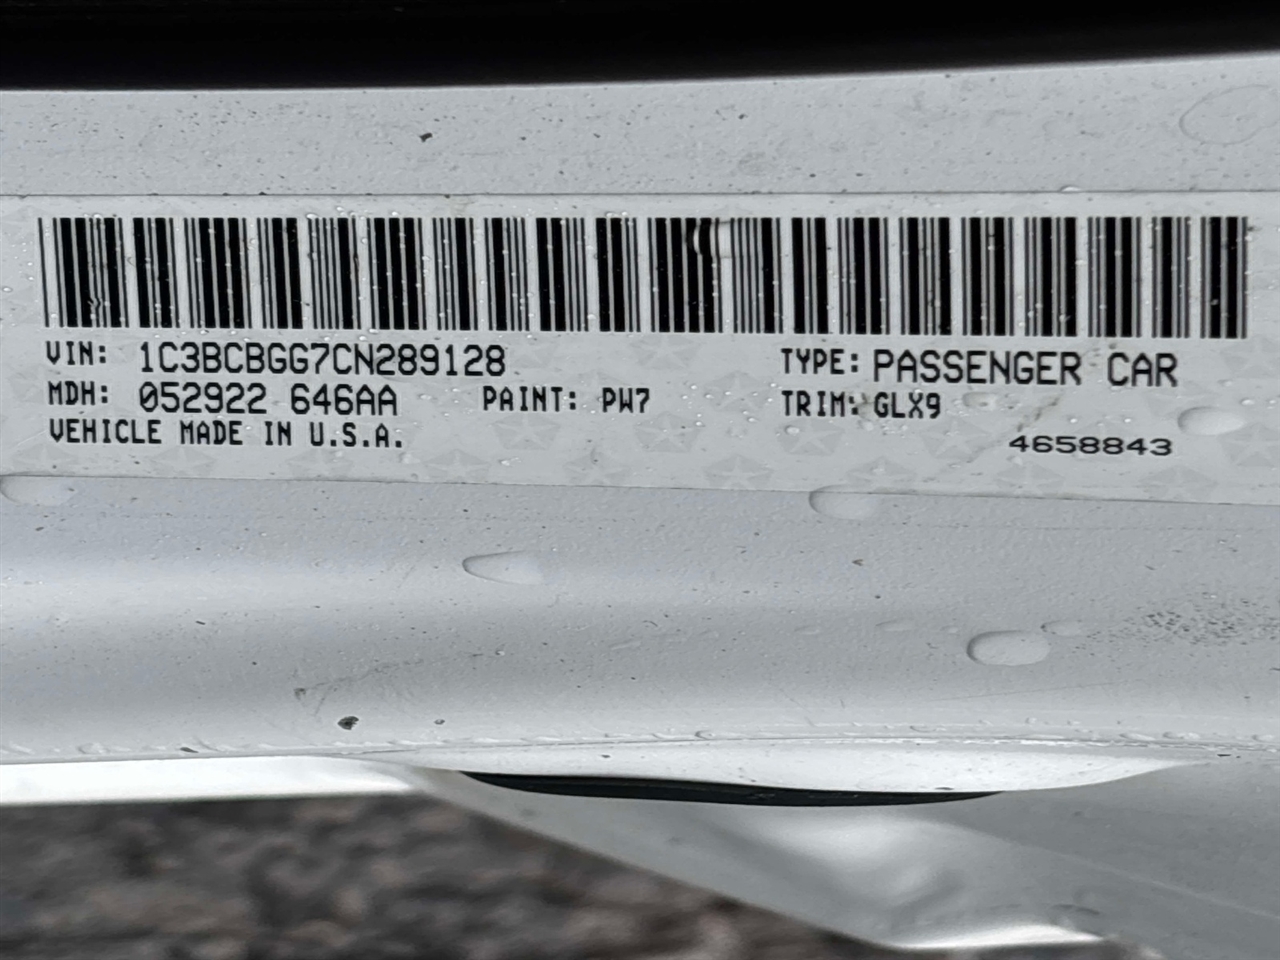 VIN: 1C3BCBGG7CN289128 TYPE: PASSENGER CAR
MDH: 052922 646AA PAINT: PW7 TRIM: GLX9
VEHICLE MADE IN U.S.A.
4658843